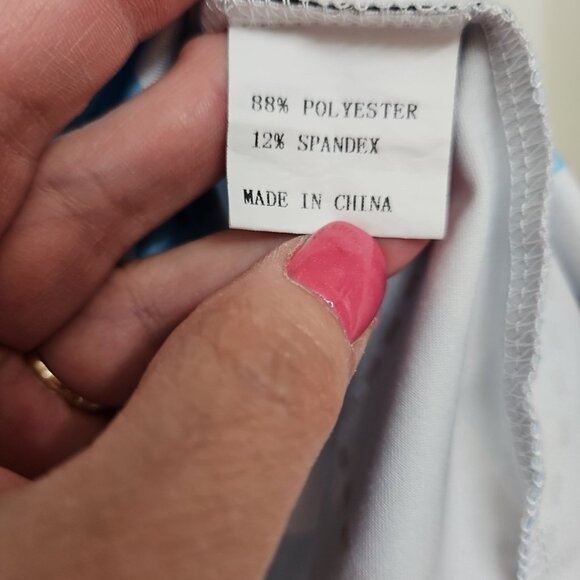 88% POLYESTER
12% SPANDEX
MADE IN CHINA